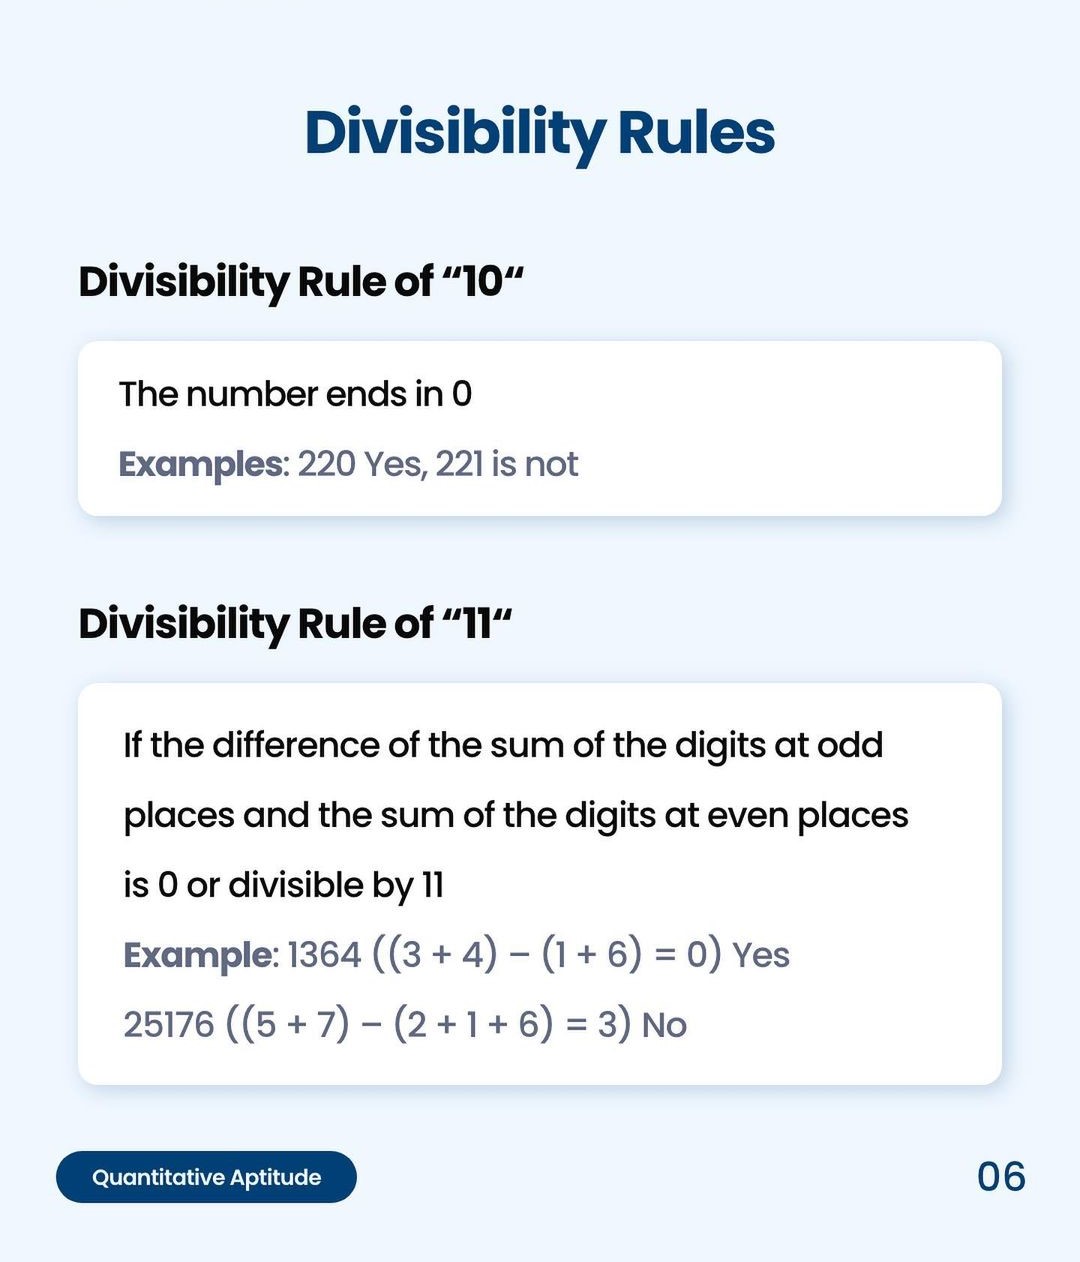 Divisibility Rules
Divisibility Rule of “10“
The number ends in 0
Examples: 220 Yes, 221 is not
Divisibility Rule of “11“
If the difference of the sum of the digits at odd
places and the sum of the digits at even places
is 0 or divisible by 11
Example: 1364 ((3 + 4) – (1 + 6) = 0) Yes
25176 ((5 + 7) – (2 + 1 + 6) = 3) No
Quantitative Aptitude
06